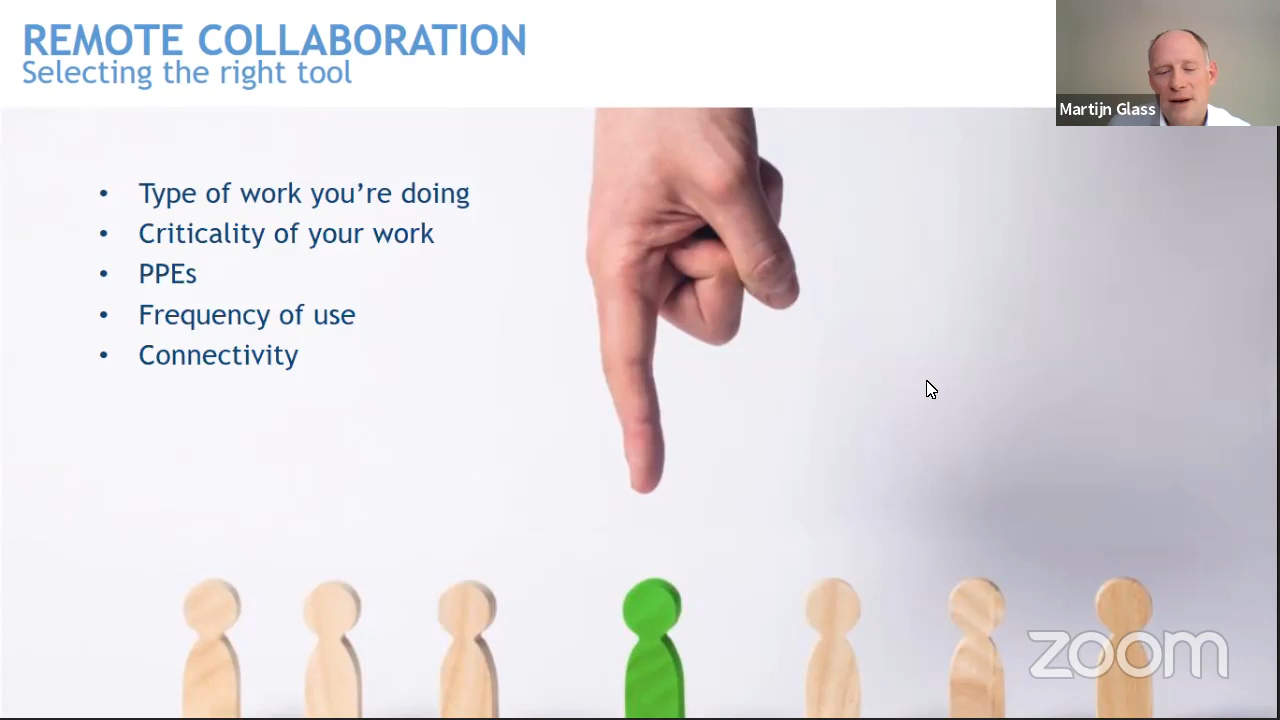 REMOTE COLLABORATION
Selecting the right tool
Martijn Glass
• Type of work you're doing
• Criticality of your work
• PPEs
• Frequency of use
• Connectivity
zoom